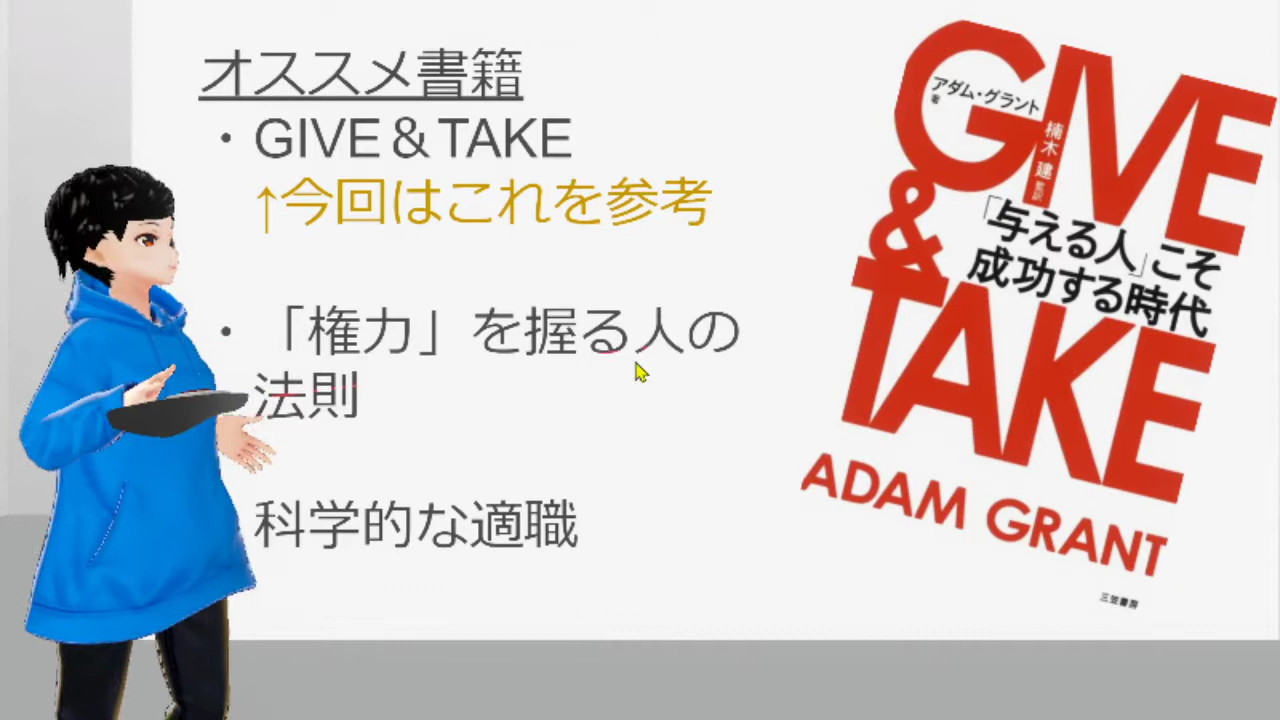 オススメ書籍
・GIVE＆TAKE
↑今回はこれを参考
・「権力」を握る人の
法則
科学的な適職
GIVE
アダム・グラント
著
楠木 建 監訳
&
「与える人」こそ
成功する時代
TAKE
ADAM GRANT
三笠書房